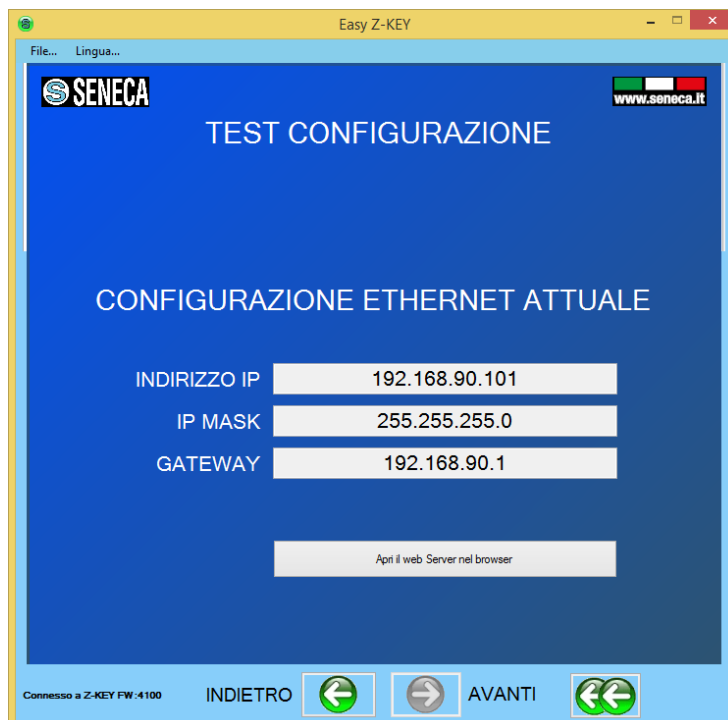 Easy Z-KEY
File... Lingua...
SENECA
www.seneca.it
TEST CONFIGURAZIONE
CONFIGURAZIONE ETHERNET ATTUALE
INDIRIZZO IP 192.168.90.101
IP MASK 255.255.255.0
GATEWAY 192.168.90.1
Apri il web Server nel browser
Connesso a Z-KEY FW:4100 INDIETRO AVANTI